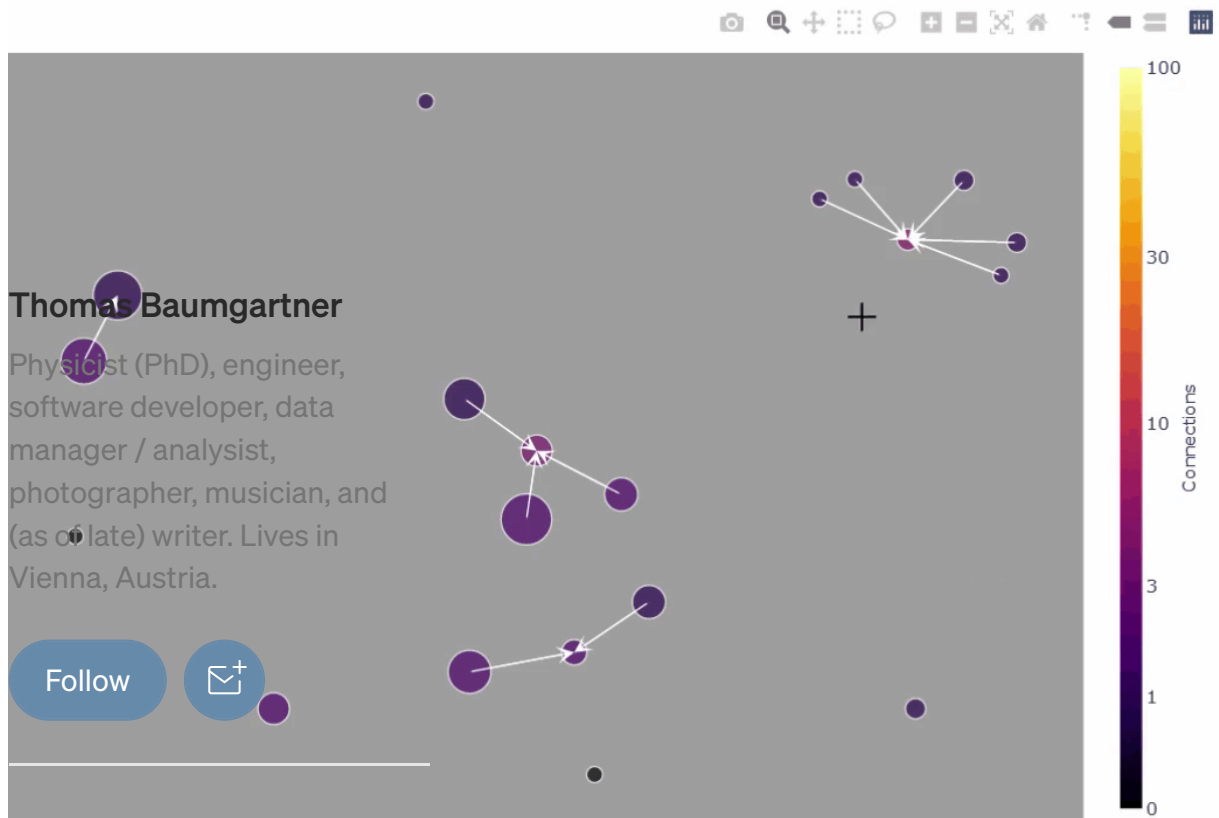 Thomas Baumgartner
Physicist (PhD), engineer,
software developer, data
manager / analysist,
photographer, musician, and
(as of late) writer. Lives in
Vienna, Austria.
Follow
100
30
10
3
1
0
Connections